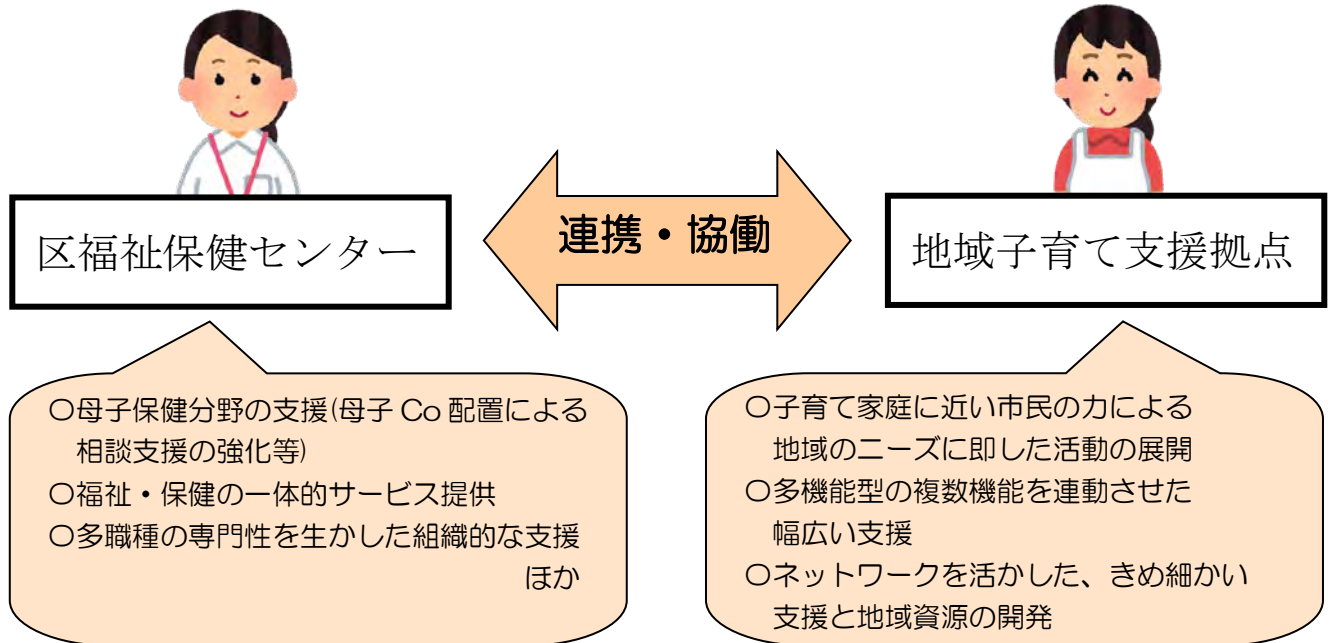 区福祉保健センター
連携・協働
地域子育て支援拠点
〇母子保健分野の支援(母子 Co 配置による
相談支援の強化等)
〇福祉・保健の一体的サービス提供
〇多職種の専門性を生かした組織的な支援
ほか
〇子育て家庭に近い市民の力による
地域のニーズに即した活動の展開
〇多機能型の複数機能を連動させた
幅広い支援
〇ネットワークを活かした、きめ細かい
支援と地域資源の開発